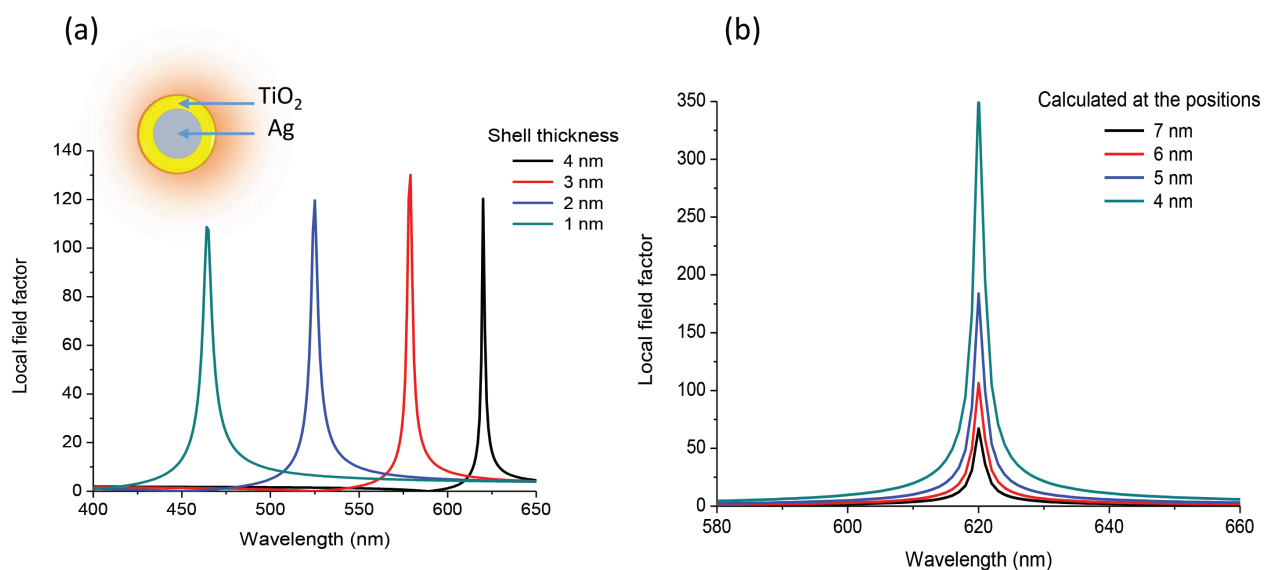 (a)
TiO2
Ag
Shell thickness
4 nm
3 nm
2 nm
1 nm
140
120
100
80
60
40
20
0
400
450
500
550
600
650
Local field factor
Wavelength (nm)
(b)
Calculated at the positions
7 nm
6 nm
5 nm
4 nm
350
300
250
200
150
100
50
0
580
600
620
640
660
Local field factor
Wavelength (nm)